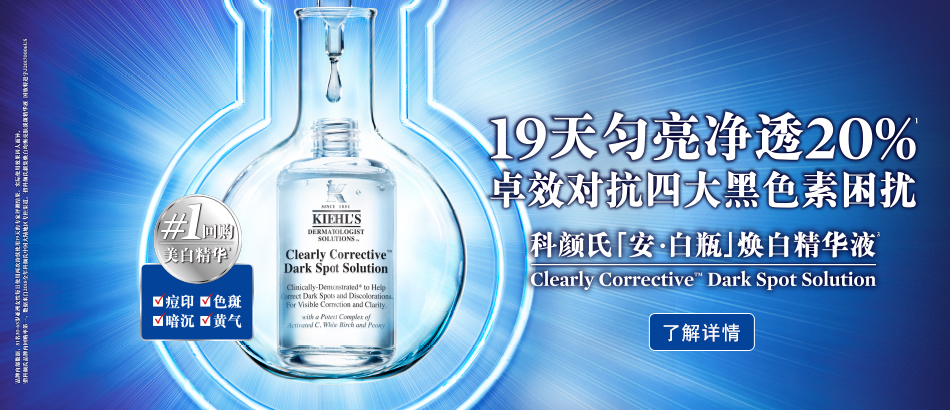 19天匀亮净透20%¹
卓效对抗四大黑色素困扰
科颜氏「安·白瓶」焕白精华液
Clearly Corrective™ Dark Spot Solution
了解详情
#1回购
美白精华
痘印 色斑
暗沉 黄气
SINCE 1851
KIEHL'S
DERMATOLOGIST
SOLUTIONS™
Clearly Corrective™
Dark Spot Solution
Clinically-Demonstrated* to Help
Correct Dark Spots and Discolorations
For Visible Correction and Clarity.
with a Potent Complex of
Activated C, White Birch and Peony